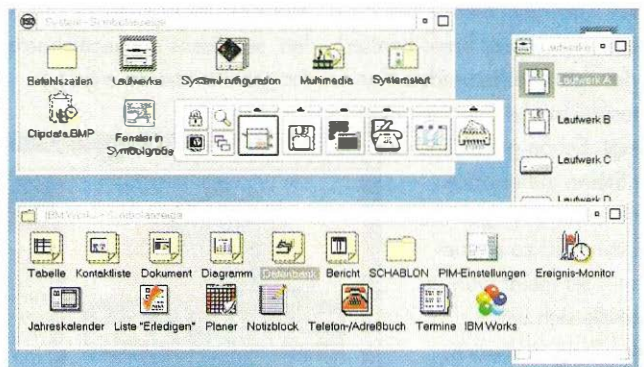 System - Symbolanzeige
Befehlszeilen Laufwerke Systemkonfiguration Multimedia Systemstart
Clipdata.BMP Fenster in
Symbolgröße
Laufwerke
Laufwerk A
Laufwerk B
Laufwerk C
Laufwerk D
IBM Works - Symbolanzeige
Tabelle Kontaktliste Dokument Diagramm Datenbank Bericht SCHABLON PIM-Einstellungen Ereignis-Monitor
Jahreskalender Liste "Erledigen" Planer Notizblock Telefon-/Adreßbuch Termine IBM Works